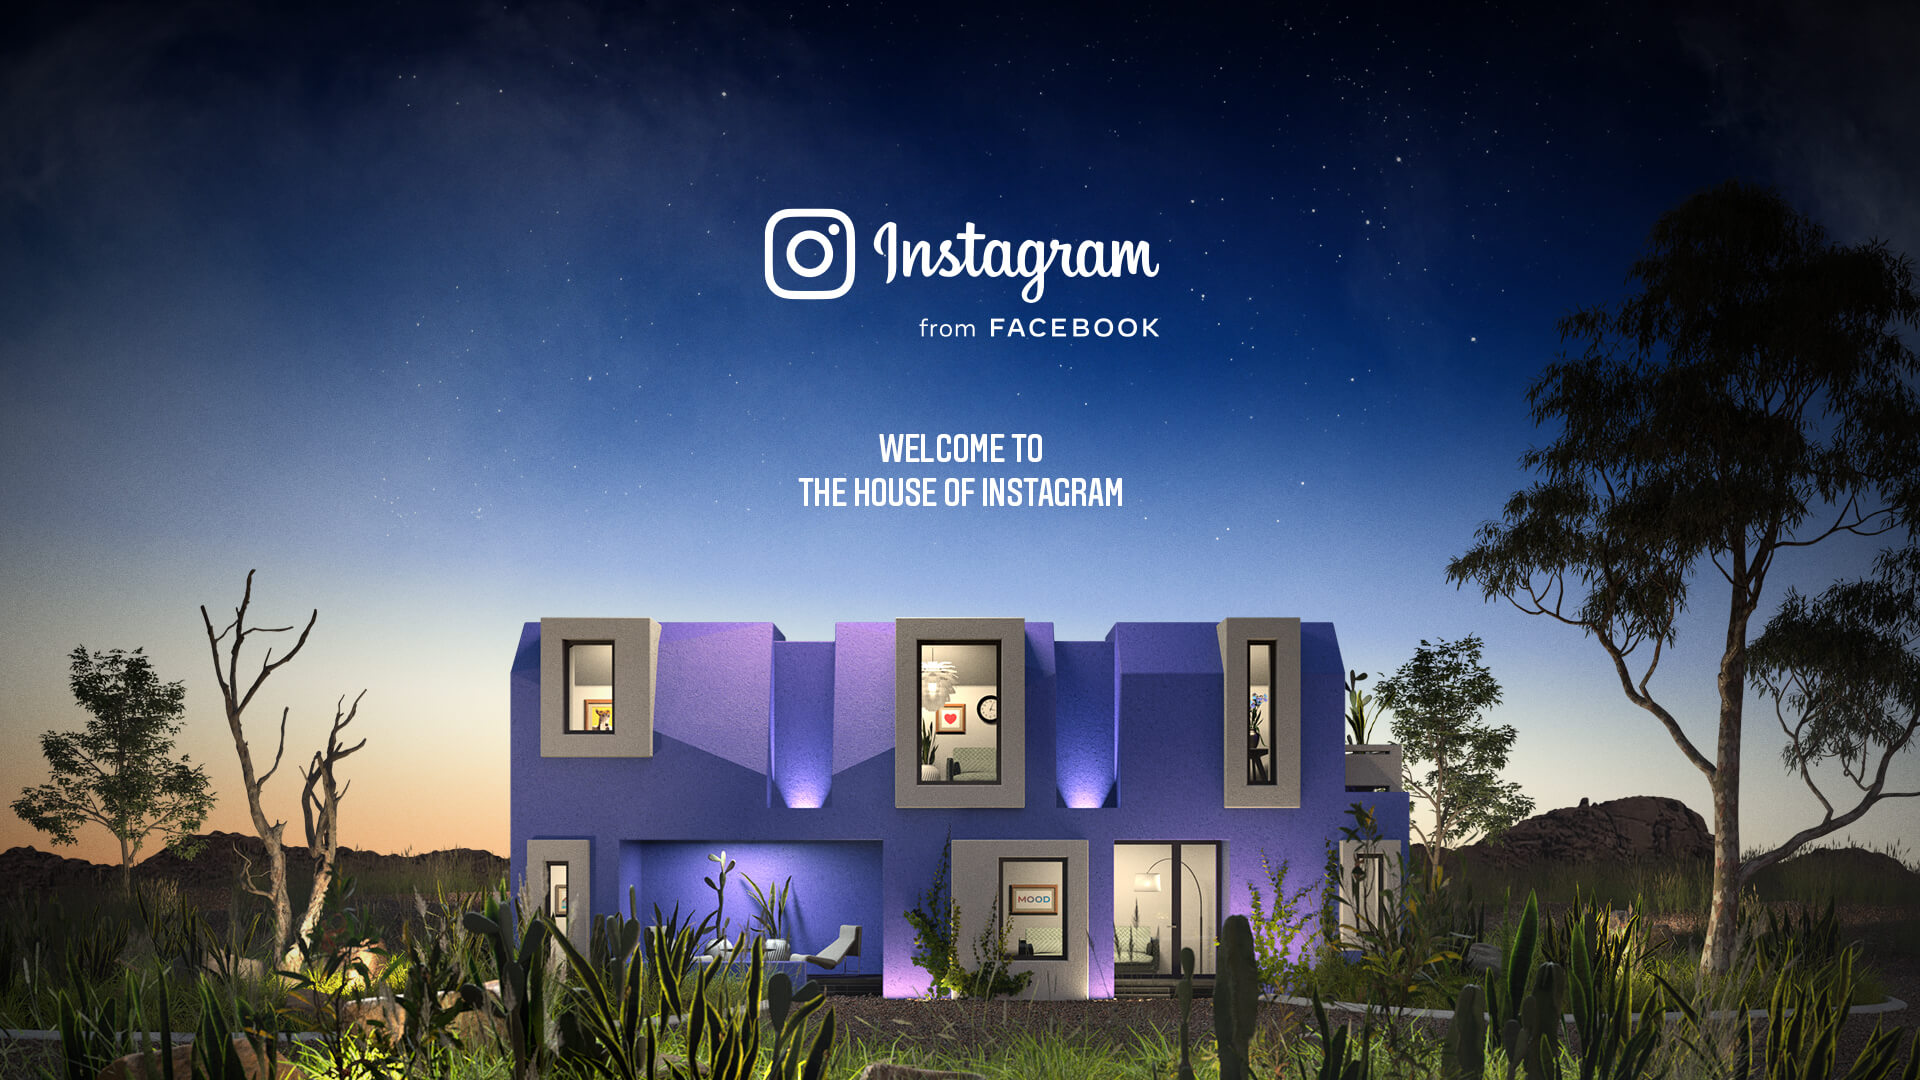 Instagram
from FACEBOOK
WELCOME TO
THE HOUSE OF INSTAGRAM
MOOD